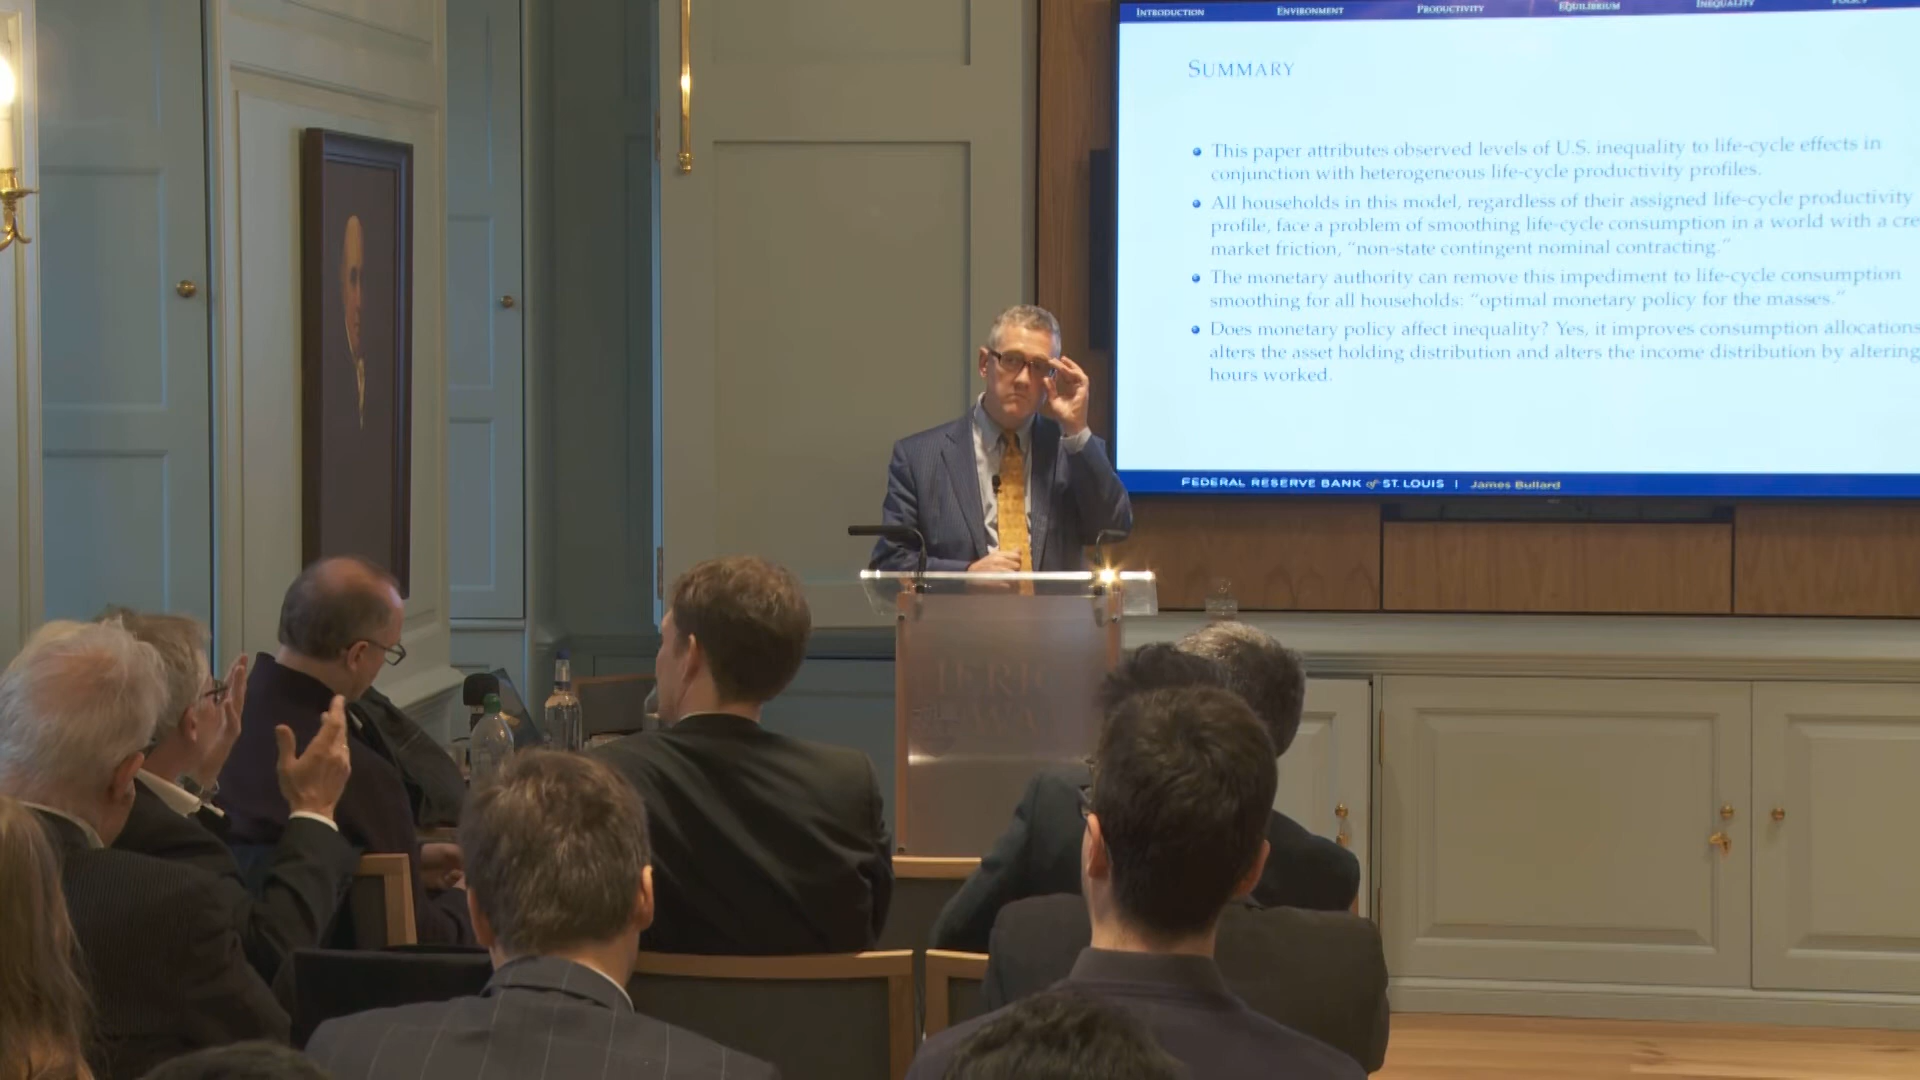 INTRODUCTION ENVIRONMENT PRODUCTIVITY EQUILIBRIUM INEQUALITY POLICY
SUMMARY
This paper attributes observed levels of U.S. inequality to life-cycle effects in
conjunction with heterogeneous life-cycle productivity profiles.
All households in this model, regardless of their assigned life-cycle productivity
profile, face a problem of smoothing life-cycle consumption in a world with a cre
market friction, “non-state contingent nominal contracting.”
The monetary authority can remove this impediment to life-cycle consumption
smoothing for all households: “optimal monetary policy for the masses.”
Does monetary policy affect inequality? Yes, it improves consumption allocations
alters the asset holding distribution and alters the income distribution by altering
hours worked.
FEDERAL RESERVE BANK of ST. LOUIS | James Bullard